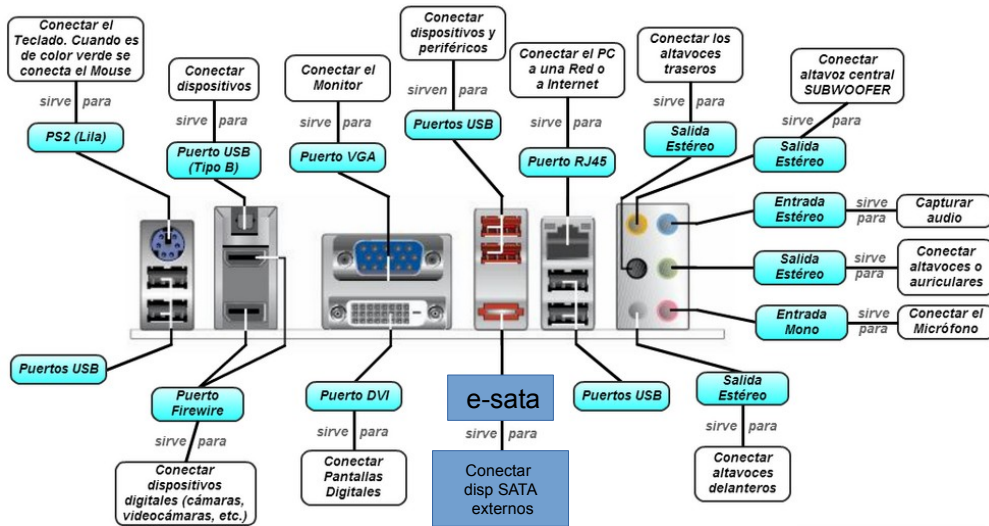 Conectar el
Teclado. Cuando es
de color verde se
conecta el Mouse
sirve para
PS2 (Lila)
Conectar
dispositivos
sirve para
Puerto USB
(Tipo B)
Conectar el
Monitor
sirve para
Puerto VGA
Conectar
dispositivos y
periféricos
sirven para
Puertos USB
Conectar el PC
a una Red o
a Internet
sirve para
Puerto RJ45
Conectar los
altavoces
traseros
sirve para
Salida
Estéreo
Conectar
altavoz central
SUBWOOFER
sirve para
Salida
Estéreo
Entrada
Estéreo
sirve
para
Capturar
audio
Salida
Estéreo
sirve
para
Conectar
altavoces o
auriculares
Entrada
Mono
sirve
para
Conectar el
Micrófono
Puertos USB
Puerto
Firewire
sirve para
Conectar
dispositivos
digitales (cámaras,
videocámaras, etc.)
Puerto DVI
sirve para
Conectar
Pantallas
Digitales
e-sata
sirve para
Conectar
disp SATA
externos
Puertos USB
Salida
Estéreo
sirve para
Conectar
altavoces
delanteros